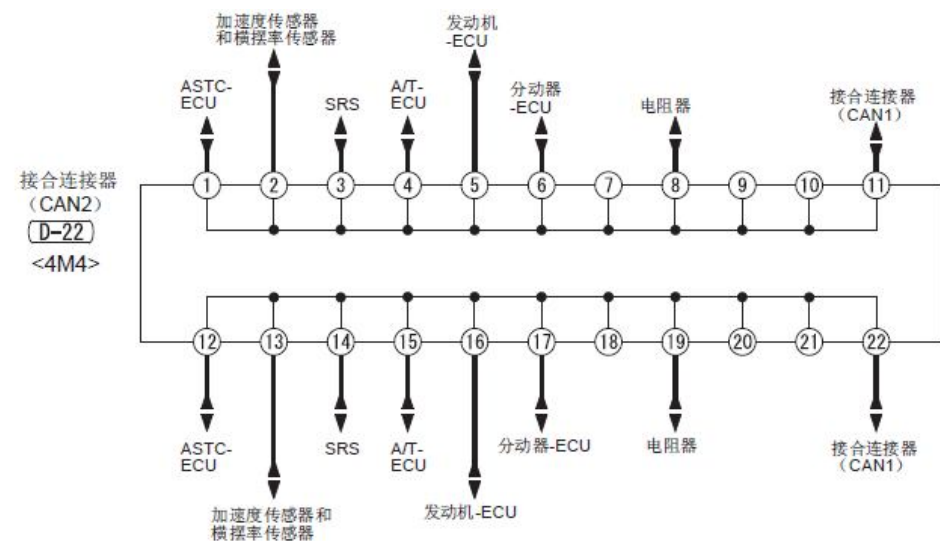 加速度传感器
和横摆率传感器
发动机
-ECU
ASTC-
ECU
SRS
A/T-
ECU
分动器
-ECU
电阻器
接合连接器
（CAN1）
接合连接器
（CAN2）
D-22
<4M4>
1 2 3 4 5 6 7 8 9 10 11
12 13 14 15 16 17 18 19 20 21 22
ASTC-
ECU
SRS
A/T-
ECU
分动器-ECU
电阻器
接合连接器
（CAN1）
加速度传感器和
横摆率传感器
发动机-ECU